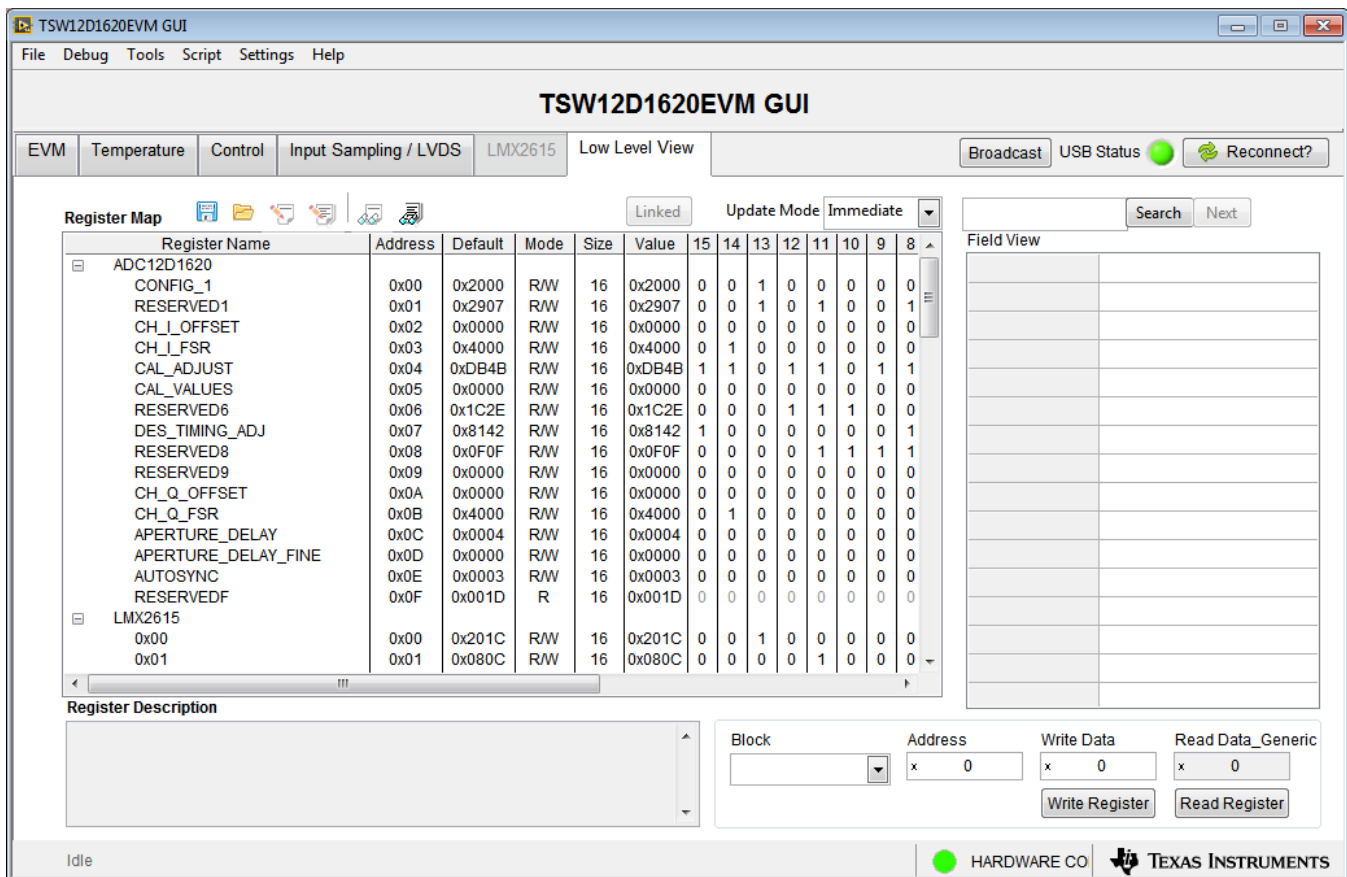 TSW12D1620EVM GUI
File Debug Tools Script Settings Help
TSW12D1620EVM GUI
EVM Temperature Control Input Sampling / LVDS LMX2615 Low Level View Broadcast USB Status Reconnect?
Register Map Linked Update Mode Immediate Search Next
Field View
Register Name Address Default Mode Size Value 15 14 13 12 11 10 9 8
ADC12D1620
CONFIG_1 0x00 0x2000 R/W 16 0x2000 0 0 1 0 0 0 0 0
RESERVED1 0x01 0x2907 R/W 16 0x2907 0 0 1 0 1 0 0 1
CH_I_OFFSET 0x02 0x0000 R/W 16 0x0000 0 0 0 0 0 0 0 0
CH_I_FSR 0x03 0x4000 R/W 16 0x4000 0 1 0 0 0 0 0 0
CAL_ADJUST 0x04 0xDB4B R/W 16 0xDB4B 1 1 0 1 1 0 1 1
CAL_VALUES 0x05 0x0000 R/W 16 0x0000 0 0 0 0 0 0 0 0
RESERVED6 0x06 0x1C2E R/W 16 0x1C2E 0 0 0 1 1 1 0 0
DES_TIMING_ADJ 0x07 0x8142 R/W 16 0x8142 1 0 0 0 0 0 0 1
RESERVED8 0x08 0x0F0F R/W 16 0x0F0F 0 0 0 0 1 1 1 1
RESERVED9 0x09 0x0000 R/W 16 0x0000 0 0 0 0 0 0 0 0
CH_Q_OFFSET 0x0A 0x0000 R/W 16 0x0000 0 0 0 0 0 0 0 0
CH_Q_FSR 0x0B 0x4000 R/W 16 0x4000 0 1 0 0 0 0 0 0
APERTURE_DELAY 0x0C 0x0004 R/W 16 0x0004 0 0 0 0 0 0 0 0
APERTURE_DELAY_FINE 0x0D 0x0000 R/W 16 0x0000 0 0 0 0 0 0 0 0
AUTOSYNC 0x0E 0x0003 R/W 16 0x0003 0 0 0 0 0 0 0 0
RESERVEDF 0x0F 0x001D R 16 0x001D 0 0 0 0 0 0 0 0
LMX2615
0x00 0x00 0x201C R/W 16 0x201C 0 0 1 0 0 0 0 0
0x01 0x01 0x080C R/W 16 0x080C 0 0 0 0 1 0 0 0
Register Description
Block Address Write Data Read Data_Generic
x 0 x 0 x 0
Write Register Read Register
Idle HARDWARE CO TEXAS INSTRUMENTS